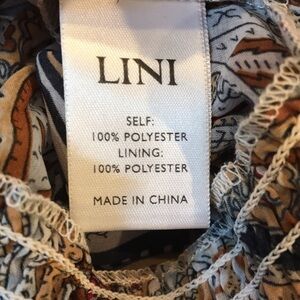 LINI
SELF:
100% POLYESTER
LINING:
100% POLYESTER
MADE IN CHINA